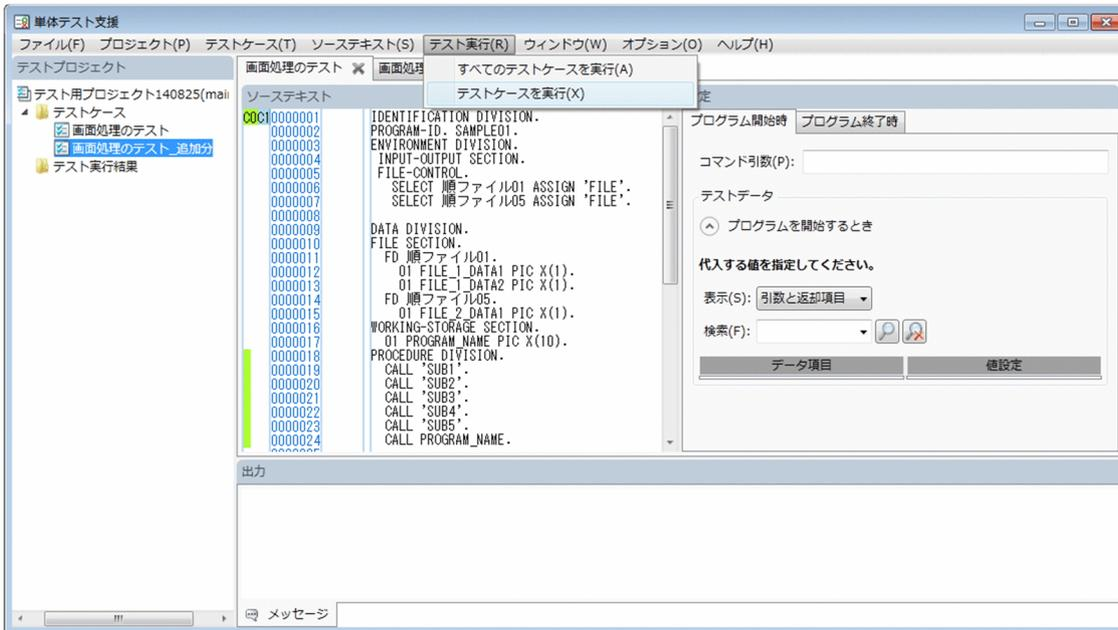 単体テスト支援
ファイル(F) プロジェクト(P) テストケース(T) ソーステキスト(S) テスト実行(R) ウィンドウ(W) オプション(O) ヘルプ(H)
すべてのテストケースを実行(A)
テストケースを実行(X)
テストプロジェクト
テスト用プロジェクト140825(mai
テストケース
画面処理のテスト
画面処理のテスト_追加分
テスト実行結果
画面処理のテスト
画面処理
ソーステキスト
C0C1 0000001 IDENTIFICATION DIVISION.
0000002 PROGRAM-ID. SAMPLE01.
0000003 ENVIRONMENT DIVISION.
0000004 INPUT-OUTPUT SECTION.
0000005 FILE-CONTROL.
0000006 SELECT 順ファイル01 ASSIGN 'FILE'.
0000007 SELECT 順ファイル05 ASSIGN 'FILE'.
0000008
0000009 DATA DIVISION.
0000010 FILE SECTION.
0000011 FD 順ファイル01.
0000012 01 FILE_1_DATA1 PIC X(1).
0000013 01 FILE_1_DATA2 PIC X(1).
0000014 FD 順ファイル05.
0000015 01 FILE_2_DATA1 PIC X(1).
0000016 WORKING-STORAGE SECTION.
0000017 01 PROGRAM_NAME PIC X(10).
0000018 PROCEDURE DIVISION.
0000019 CALL 'SUB1'.
0000020 CALL 'SUB2'.
0000021 CALL 'SUB3'.
0000022 CALL 'SUB4'.
0000023 CALL 'SUB5'.
0000024 CALL PROGRAM_NAME.
定
プログラム開始時 プログラム終了時
コマンド引数(P):
テストデータ
プログラムを開始するとき
代入する値を指定してください。
表示(S): 引数と返却項目
検索(F):
データ項目 値設定
出力
メッセージ